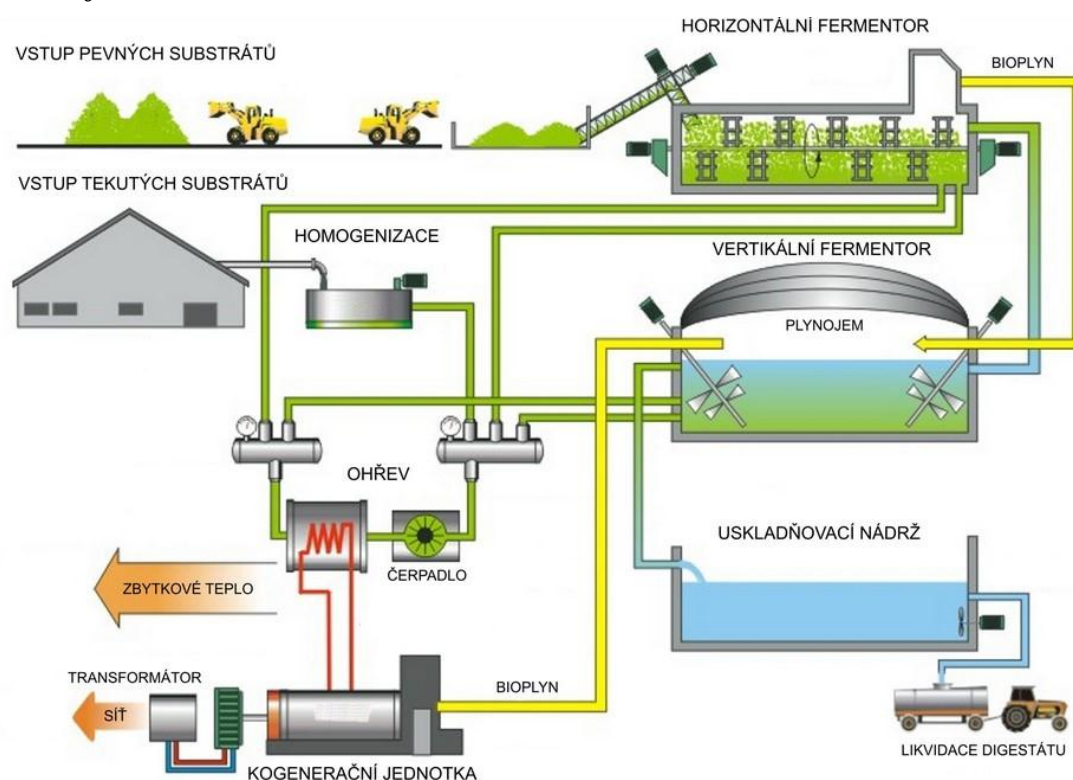 HORIZONTÁLNÍ FERMENTOR
VSTUP PEVNÝCH SUBSTRÁTŮ
BIOPLYN
VSTUP TEKUTÝCH SUBSTRÁTŮ
HOMOGENIZACE
VERTIKÁLNÍ FERMENTOR
PLYNOJEM
OHŘEV
USKLADŇOVACÍ NÁDRŽ
ČERPADLO
ZBYTKOVÉ TEPLO
TRANSFORMÁTOR
BIOPLYN
SÍŤ
LIKVIDACE DIGESTÁTU
KOGENERAČNÍ JEDNOTKA